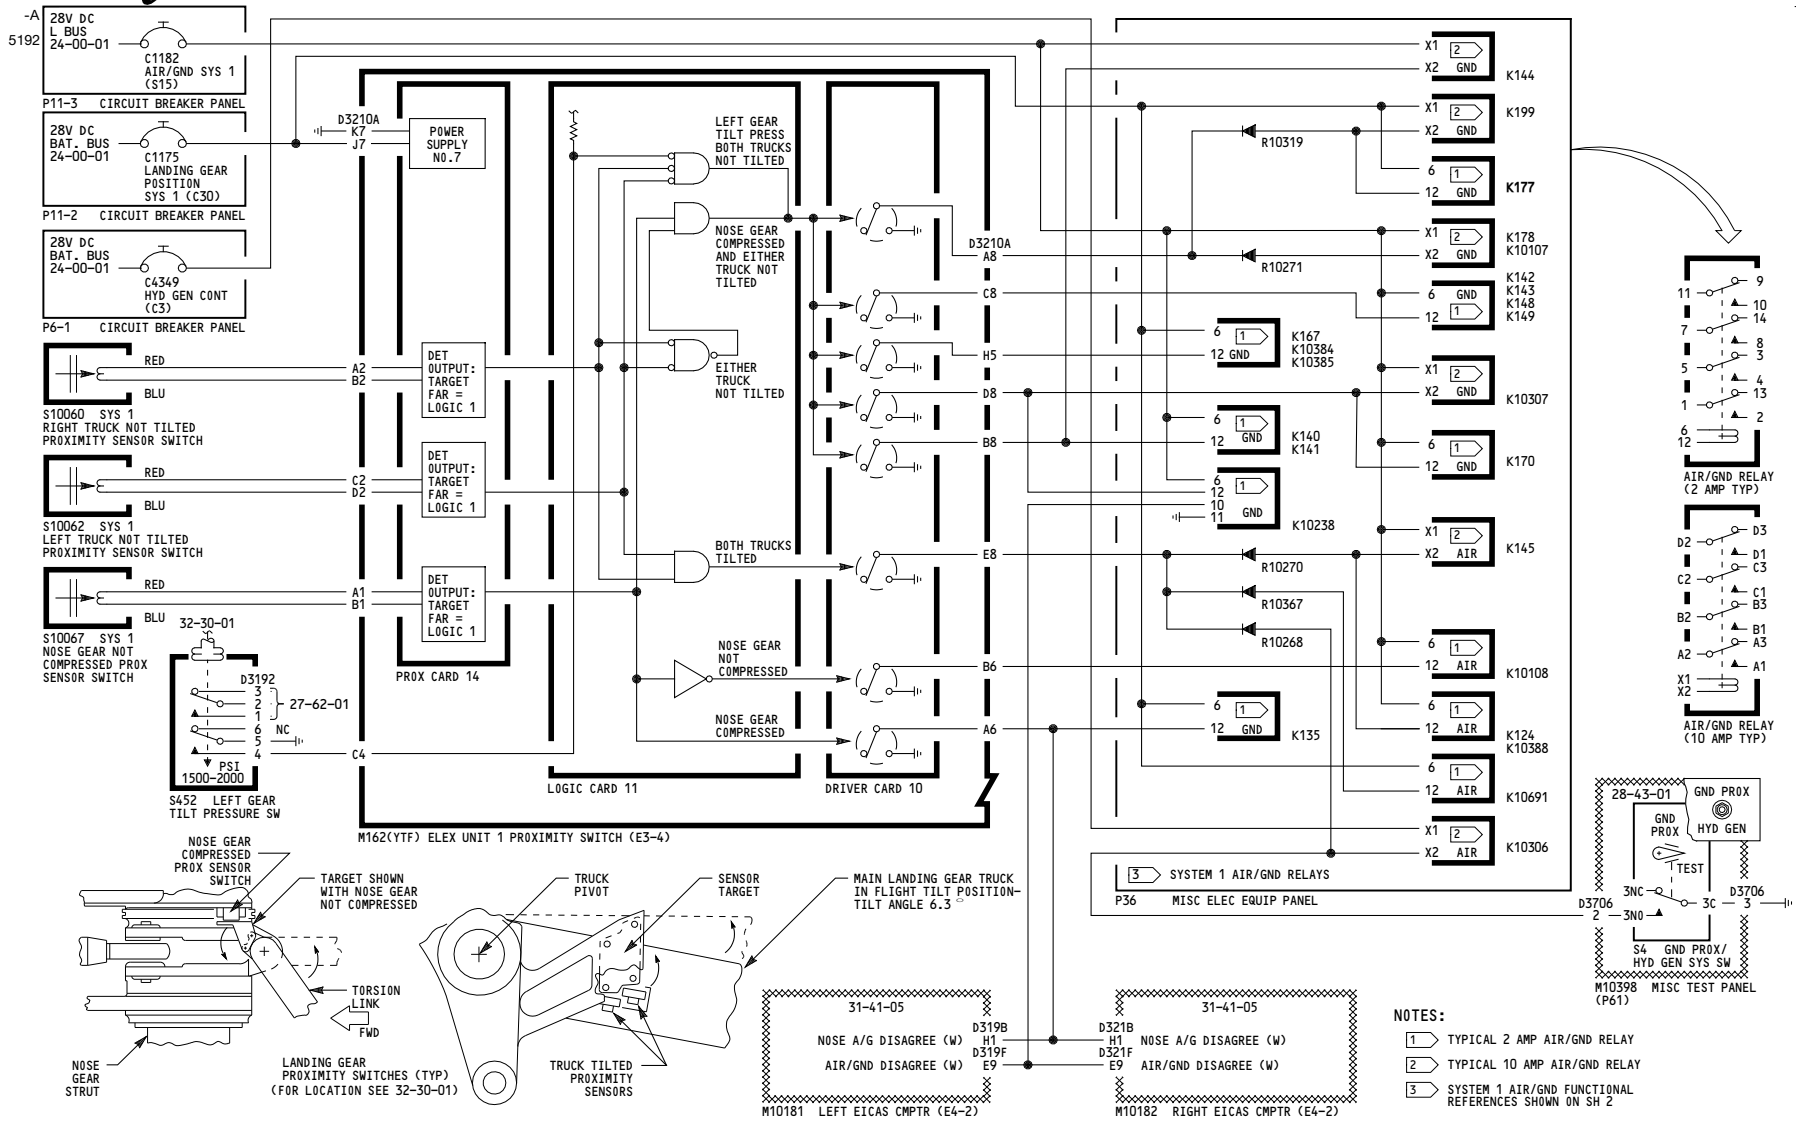 -A
5192
28V DC
L BUS
24-00-01
C1182
AIR/GND SYS 1
(S15)
P11-3 CIRCUIT BREAKER PANEL
28V DC
BAT. BUS
24-00-01
C1175
LANDING GEAR
POSITION
SYS 1 (C30)
P11-2 CIRCUIT BREAKER PANEL
28V DC
BAT. BUS
24-00-01
C4349
HYD GEN CONT
(C3)
P6-1 CIRCUIT BREAKER PANEL
RED
BLU
S10060 SYS 1
RIGHT TRUCK NOT TILTED
PROXIMITY SENSOR SWITCH
RED
BLU
S10062 SYS 1
LEFT TRUCK NOT TILTED
PROXIMITY SENSOR SWITCH
RED
BLU
S10067 SYS 1
NOSE GEAR NOT
COMPRESSED PROX
SENSOR SWITCH
32-30-01
D3192
3
2
1
27-62-01
6 NC
5
4
PSI
1500-2000
S452 LEFT GEAR
TILT PRESSURE SW
D3210A
K7
J7
A2
B2
C2
D2
A1
B1
C4
POWER
SUPPLY
NO.7
DET
OUTPUT:
TARGET
FAR =
LOGIC 1
DET
OUTPUT:
TARGET
FAR =
LOGIC 1
DET
OUTPUT:
TARGET
FAR =
LOGIC 1
PROX CARD 14
LEFT GEAR
TILT PRESS
BOTH TRUCKS
NOT TILTED
NOSE GEAR
COMPRESSED
AND EITHER
TRUCK NOT
TILTED
EITHER
TRUCK
NOT TILTED
BOTH TRUCKS
TILTED
NOSE GEAR
NOT
COMPRESSED
NOSE GEAR
COMPRESSED
LOGIC CARD 11
DRIVER CARD 10
M162(YTF) ELEX UNIT 1 PROXIMITY SWITCH (E3-4)
D3210A
A8
C8
H5
D8
B8
E8
B6
A6
R10319
R10271
R10270
R10367
R10268
6 1
12 GND
K167
K10384
K10385
6 1
12 GND
K140
K141
6 1
12
10
11 GND
K10238
6 1
12 GND
K135
X1 2
X2 GND
K144
X1 2
X2 GND
K199
6 1
12 GND
K177
X1 2
X2 GND
K178
K10107
6 GND
12 1
K142
K143
K148
K149
X1 2
X2 GND
K10307
6 1
12 GND
K170
X1 2
X2 AIR
K145
6 1
12 AIR
K10108
6 1
12 AIR
K124
K10388
6 1
12 AIR
K10691
X1 2
X2 AIR
K10306
3 SYSTEM 1 AIR/GND RELAYS
P36 MISC ELEC EQUIP PANEL
9
11
10
14
7
8
3
5
4
13
1
2
6
12
AIR/GND RELAY
(2 AMP TYP)
D3
D2
D1
C3
C2
C1
B3
B2
B1
A3
A2
A1
X1
X2
AIR/GND RELAY
(10 AMP TYP)
28-43-01
GND PROX
HYD GEN
GND
PROX
TEST
3NC
3C
3NO
D3706
2
D3706
3
S4 GND PROX/
HYD GEN SYS SW
M10398 MISC TEST PANEL
(P61)
NOSE GEAR
COMPRESSED
PROX SENSOR
SWITCH
TARGET SHOWN
WITH NOSE GEAR
NOT COMPRESSED
TORSION
LINK
FWD
NOSE
GEAR
STRUT
LANDING GEAR
PROXIMITY SWITCHES (TYP)
(FOR LOCATION SEE 32-30-01)
TRUCK
PIVOT
SENSOR
TARGET
MAIN LANDING GEAR TRUCK
IN FLIGHT TILT POSITION-
TILT ANGLE 6.3°
TRUCK TILTED
PROXIMITY
SENSORS
31-41-05
NOSE A/G DISAGREE (W)
AIR/GND DISAGREE (W)
D319B
H1
D319F
E9
M10181 LEFT EICAS CMPTR (E4-2)
31-41-05
D321B
H1
D321F
E9
NOSE A/G DISAGREE (W)
AIR/GND DISAGREE (W)
M10182 RIGHT EICAS CMPTR (E4-2)
NOTES:
1 TYPICAL 2 AMP AIR/GND RELAY
2 TYPICAL 10 AMP AIR/GND RELAY
3 SYSTEM 1 AIR/GND FUNCTIONAL
REFERENCES SHOWN ON SH 2